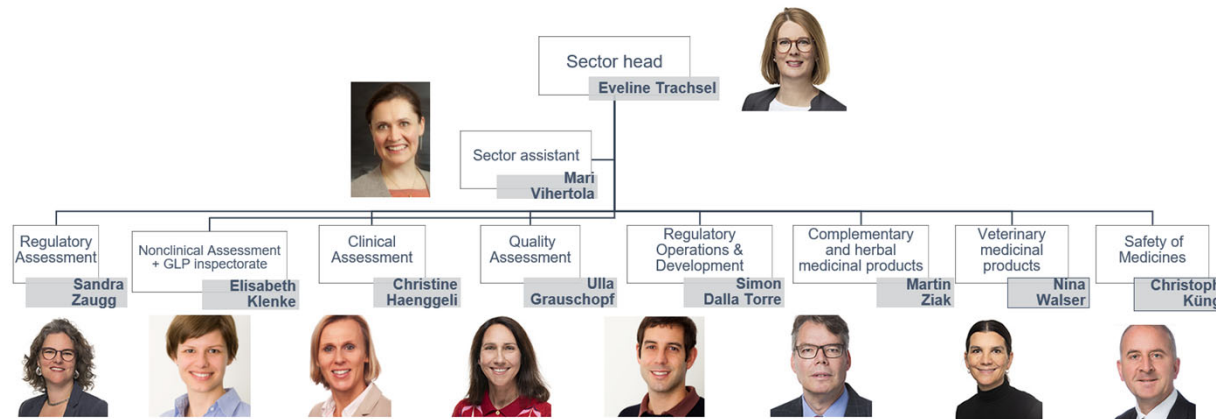 Sector head
Eveline Trachsel
Sector assistant
Mari
Vihertola
Regulatory
Assessment
Sandra
Zaugg
Nonclinical Assessment
+ GLP inspectorate
Elisabeth
Klenke
Clinical
Assessment
Christine
Haenggeli
Quality
Assessment
Ulla
Grauschopf
Regulatory
Operations &
Development
Simon
Dalla Torre
Complementary
and herbal
medicinal products
Martin
Ziak
Veterinary
medicinal
products
Nina
Walser
Safety of
Medicines
Christoph
Küng